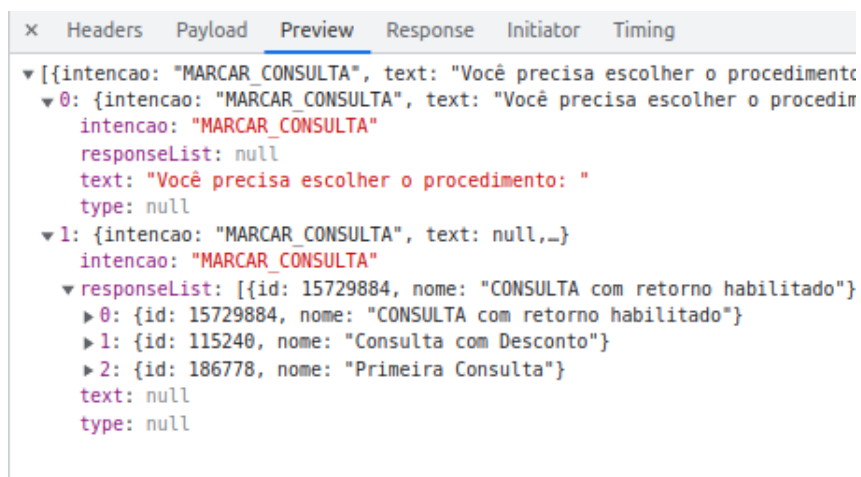 × Headers Payload Preview Response Initiator Timing
▼[{intencao: "MARCAR_CONSULTA", text: "Você precisa escolher o procedimento
▼0: {intencao: "MARCAR_CONSULTA", text: "Você precisa escolher o procedim
intencao: "MARCAR_CONSULTA"
responseList: null
text: "Você precisa escolher o procedimento: "
type: null
▼1: {intencao: "MARCAR_CONSULTA", text: null,…}
intencao: "MARCAR_CONSULTA"
▼responseList: [{id: 15729884, nome: "CONSULTA com retorno habilitado"}
▶0: {id: 15729884, nome: "CONSULTA com retorno habilitado"}
▶1: {id: 115240, nome: "Consulta com Desconto"}
▶2: {id: 186778, nome: "Primeira Consulta"}
text: null
type: null